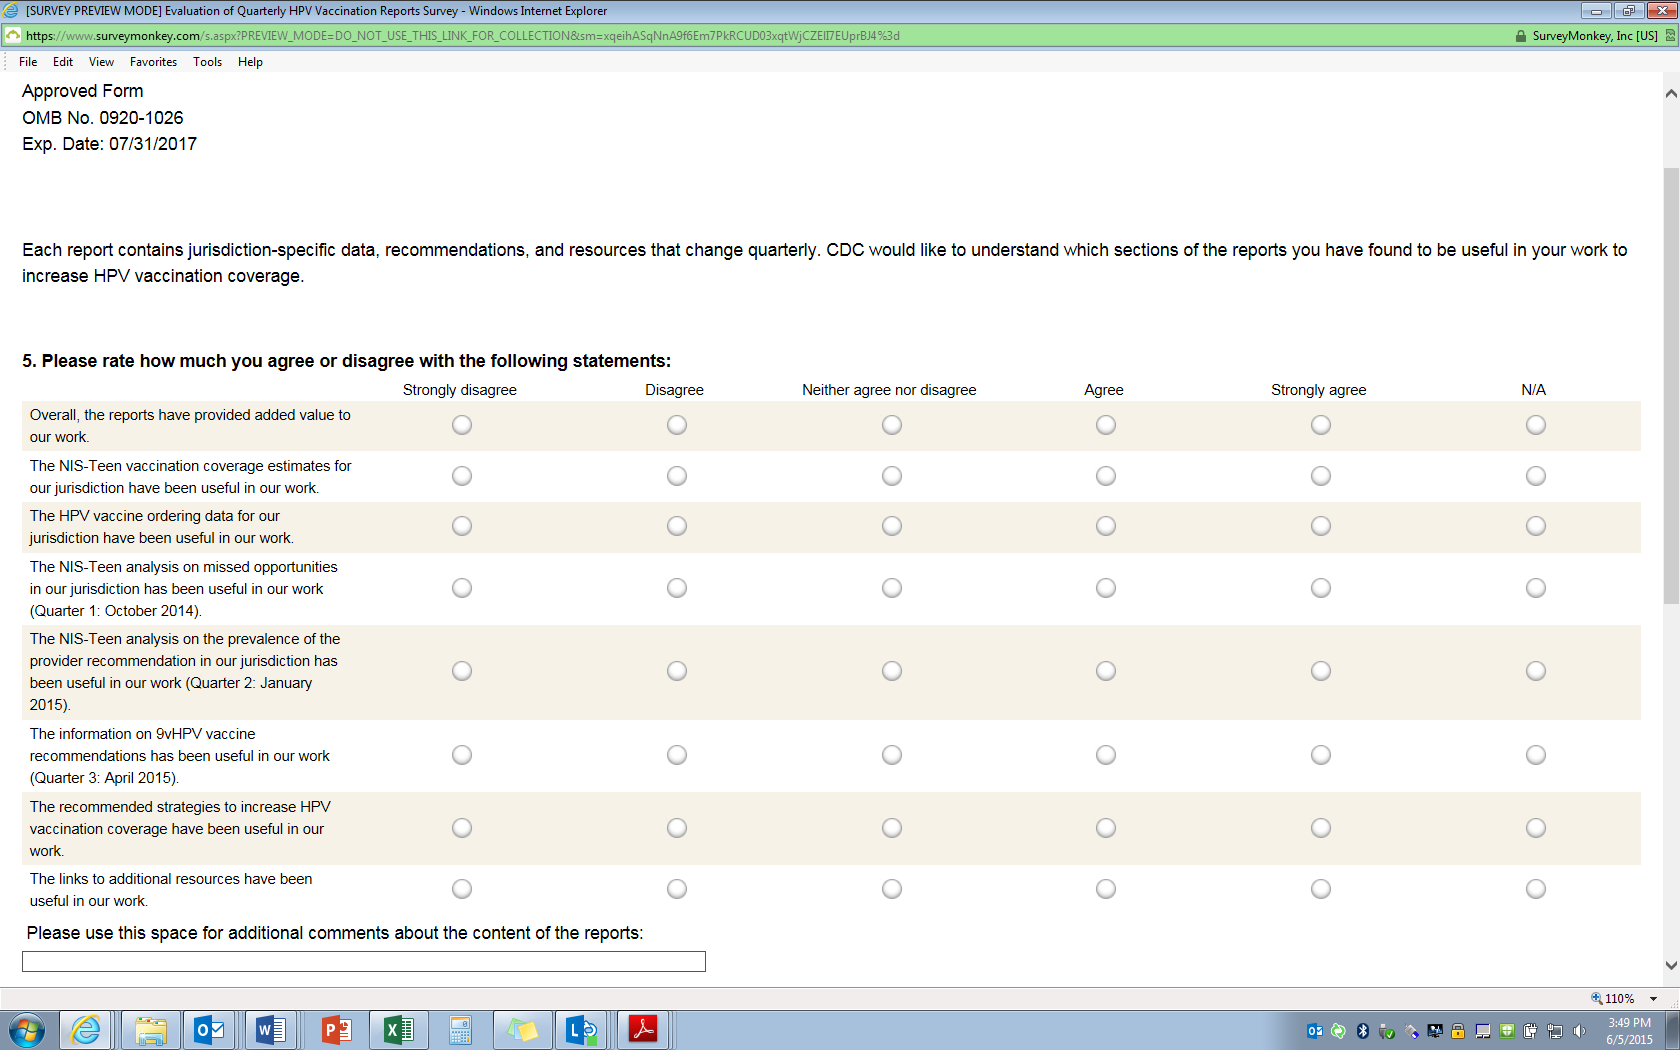 [SURVEY PREVIEW MODE] Evaluation of Quarterly HPV Vaccination Reports Survey - Windows Internet Explorer
https://www.surveymonkey.com/s.aspx?PREVIEW_MODE=DO_NOT_USE_THIS_LINK_FOR_COLLECTION&sm=xqeihASqNnA9f6Em7PkRCUD03xqtWjCZEII7EUprBJ4%3d SurveyMonkey, Inc [US]
File Edit View Favorites Tools Help
Approved Form
OMB No. 0920-1026
Exp. Date: 07/31/2017
Each report contains jurisdiction-specific data, recommendations, and resources that change quarterly. CDC would like to understand which sections of the reports you have found to be useful in your work to
increase HPV vaccination coverage.
5. Please rate how much you agree or disagree with the following statements:
Strongly disagree Disagree Neither agree nor disagree Agree Strongly agree N/A
Overall, the reports have provided added value to
our work.
The NIS-Teen vaccination coverage estimates for
our jurisdiction have been useful in our work.
The HPV vaccine ordering data for our
jurisdiction have been useful in our work.
The NIS-Teen analysis on missed opportunities
in our jurisdiction has been useful in our work
(Quarter 1: October 2014).
The NIS-Teen analysis on the prevalence of the
provider recommendation in our jurisdiction has
been useful in our work (Quarter 2: January
2015).
The information on 9vHPV vaccine
recommendations has been useful in our work
(Quarter 3: April 2015).
The recommended strategies to increase HPV
vaccination coverage have been useful in our
work.
The links to additional resources have been
useful in our work.
Please use this space for additional comments about the content of the reports:
110%
3:49 PM
6/5/2015